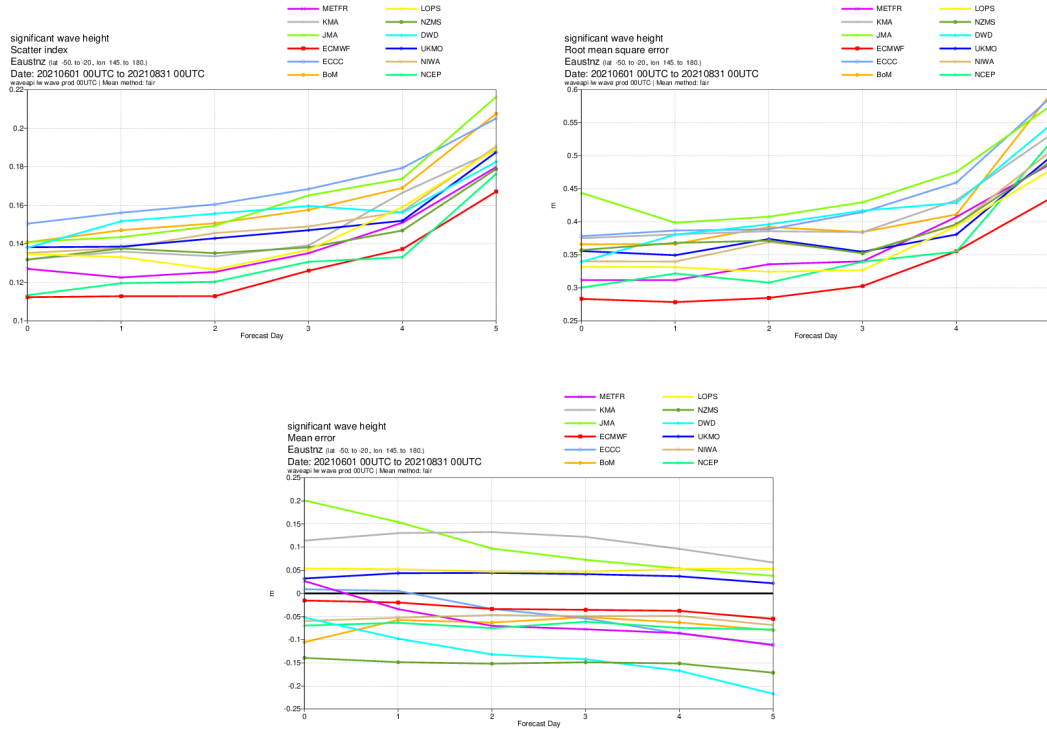 significant wave height
Scatter index
Eaustnz (lat -50. to -20., lon 145. to 180.)
Date: 20210601 00UTC to 20210831 00UTC
waveapi lw wave prod 00UTC | Mean method: fair
METFR
KMA
JMA
ECMWF
ECCC
BoM
LOPS
NZMS
DWD
UKMO
NIWA
NCEP
0.22
0.2
0.18
0.16
0.14
0.12
0.1
0 1 2 3 4 5
Forecast Day
significant wave height
Root mean square error
Eaustnz (lat -50. to -20., lon 145. to 180.)
Date: 20210601 00UTC to 20210831 00UTC
waveapi lw wave prod 00UTC | Mean method: fair
METFR
KMA
JMA
ECMWF
ECCC
BoM
LOPS
NZMS
DWD
UKMO
NIWA
NCEP
0.6
0.55
0.5
0.45
0.4
0.35
0.3
0.25
m
0 1 2 3 4
Forecast Day
significant wave height
Mean error
Eaustnz (lat -50. to -20., lon 145. to 180.)
Date: 20210601 00UTC to 20210831 00UTC
waveapi lw wave prod 00UTC | Mean method: fair
METFR
KMA
JMA
ECMWF
ECCC
BoM
LOPS
NZMS
DWD
UKMO
NIWA
NCEP
0.25
0.2
0.15
0.1
0.05
0
-0.05
-0.1
-0.15
-0.2
-0.25
m
0 1 2 3 4 5
Forecast Day